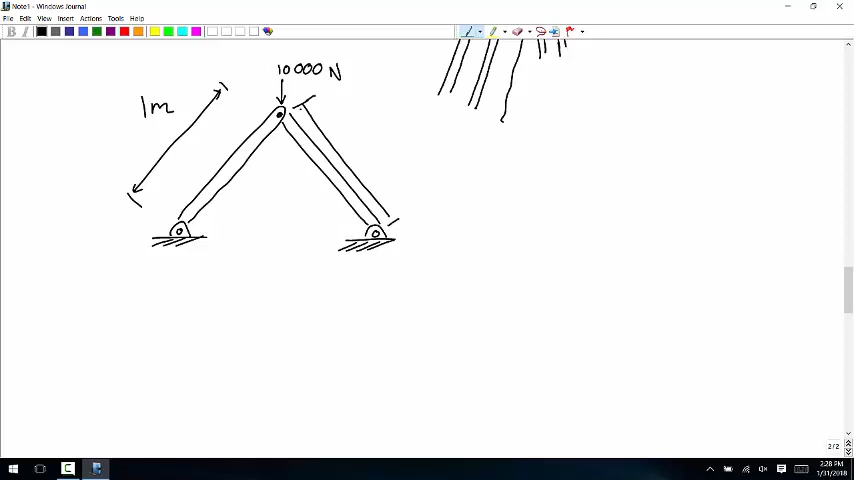 Note1 - Windows Journal
File Edit View Insert Actions Tools Help
10000 N
1m
2/2
2:28 PM
1/31/2018